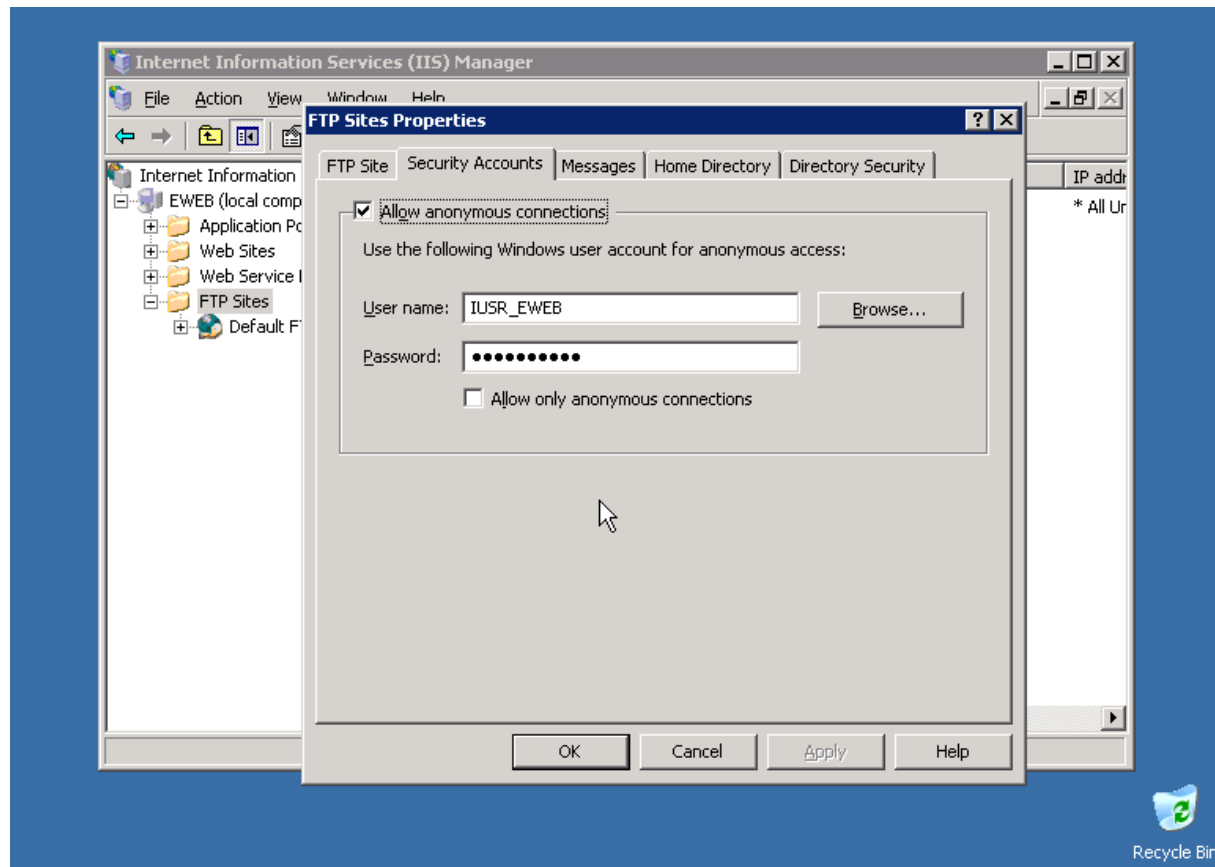 Internet Information Services (IIS) Manager
File Action View Window Help
FTP Sites Properties
FTP Site Security Accounts Messages Home Directory Directory Security
Internet Information
EWEB (local comp
Application Po
Web Sites
Web Service
FTP Sites
Default F
IP addr
* All Un
Allow anonymous connections
Use the following Windows user account for anonymous access:
User name: IUSR_EWEB Browse...
Password: ●●●●●●●●●●
Allow only anonymous connections
OK Cancel Apply Help
Recycle Bin